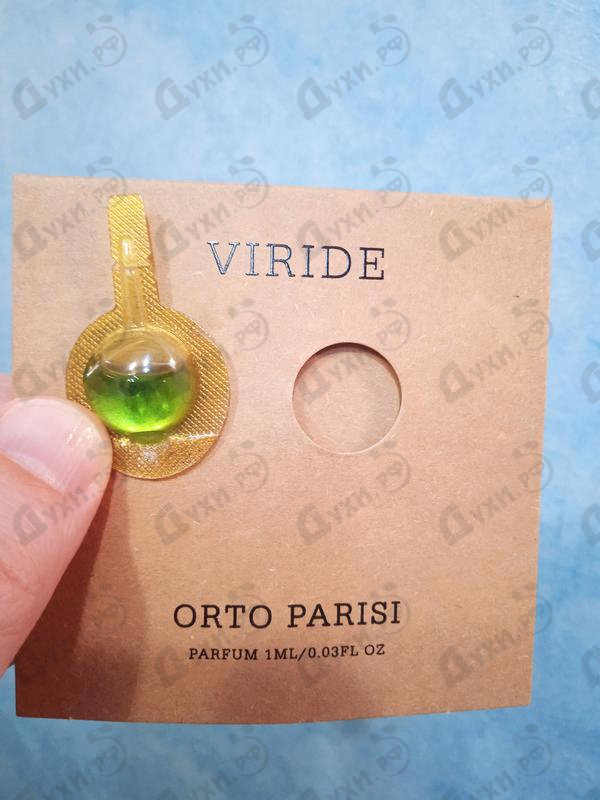 VIRIDE
ORTO PARISI
PARFUM 1ML/0.03FL OZ
Духи.РФ